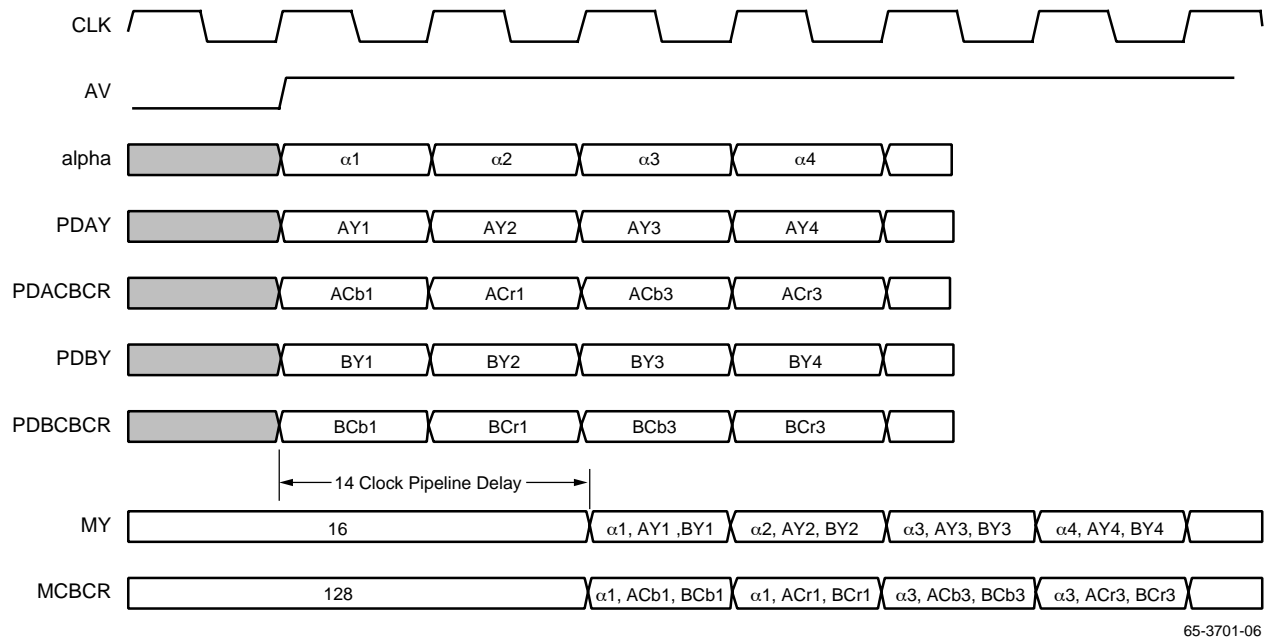 CLK
AV
alpha α1 α2 α3 α4
PDAY AY1 AY2 AY3 AY4
PDACBCR ACb1 ACr1 ACb3 ACr3
PDBY BY1 BY2 BY3 BY4
PDBCBCR BCb1 BCr1 BCb3 BCr3
14 Clock Pipeline Delay
MY 16 α1, AY1 ,BY1 α2, AY2, BY2 α3, AY3, BY3 α4, AY4, BY4
MCBCR 128 α1, ACb1, BCb1 α1, ACr1, BCr1 α3, ACb3, BCb3 α3, ACr3, BCr3
65-3701-06